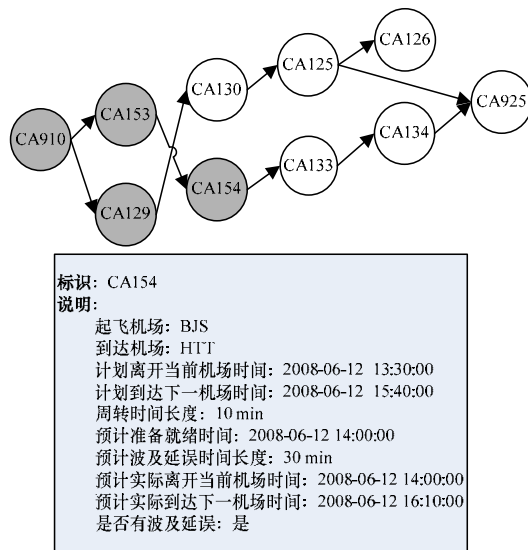 CA126
CA125
CA130
CA925
CA153
CA134
CA910
CA133
CA154
CA129
标识: CA154
说明:
起飞机场: BJS
到达机场: HTT
计划离开当前机场时间: 2008-06-12 13:30:00
计划到达下一机场时间: 2008-06-12 15:40:00
周转时间长度: 10 min
预计准备就绪时间: 2008-06-12 14:00:00
预计波及延误时间长度: 30 min
预计实际离开当前机场时间: 2008-06-12 14:00:00
预计实际到达下一机场时间: 2008-06-12 16:10:00
是否有波及延误: 是